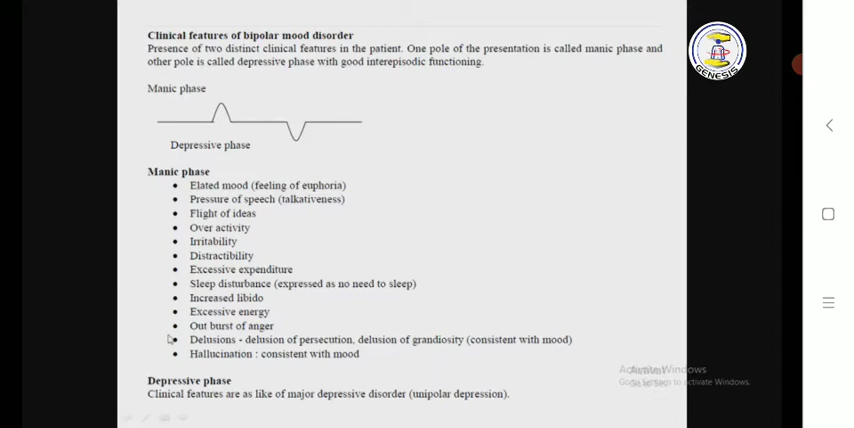 Clinical features of bipolar mood disorder
Presence of two distinct clinical features in the patient. One pole of the presentation is called manic phase and
other pole is called depressive phase with good interepisodic functioning.
Manic phase
Depressive phase
Manic phase
• Elated mood (feeling of euphoria)
• Pressure of speech (talkativeness)
• Flight of ideas
• Over activity
• Irritability
• Distractibility
• Excessive expenditure
• Sleep disturbance (expressed as no need to sleep)
• Increased libido
• Excessive energy
• Out burst of anger
• Delusions - delusion of persecution, delusion of grandiosity (consistent with mood)
• Hallucination : consistent with mood
Depressive phase
Clinical features are as like of major depressive disorder (unipolar depression).
GENESIS
Activate Windows
to activate Windows.